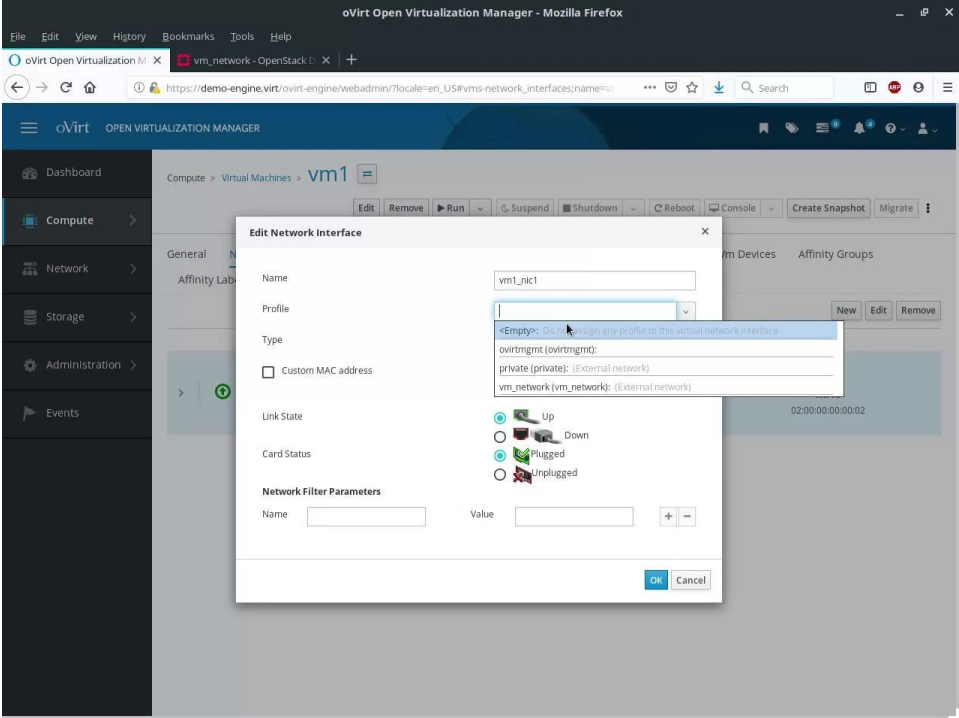 oVirt Open Virtualization Manager - Mozilla Firefox
File Edit View History Bookmarks Tools Help
oVirt Open Virtualization M
vm_network - OpenStack D
https://demo-engine.virt/ovirt-engine/webadmin/?locale=en_US#vms-network_interfaces;name=
Search
ABP
oVirt OPEN VIRTUALIZATION MANAGER
Dashboard
Compute
Network
Storage
Administration
Events
Compute » Virtual Machines » vm1
Edit Remove Run Suspend Shutdown Reboot Console Create Snapshot Migrate
General N
/m Devices Affinity Groups
Affinity Lab
New Edit Remove
02:00:00:00:00:02
Edit Network Interface
Name vm1_nic1
Profile
<Empty>: Do not assign any profile to this virtual network interface
ovirtmgmt (ovirtmgmt):
private (private): (External network)
vm_network (vm_network): (External network)
Type
Custom MAC address
Link State
Up
Down
Card Status
Plugged
Unplugged
Network Filter Parameters
Name Value + −
OK Cancel